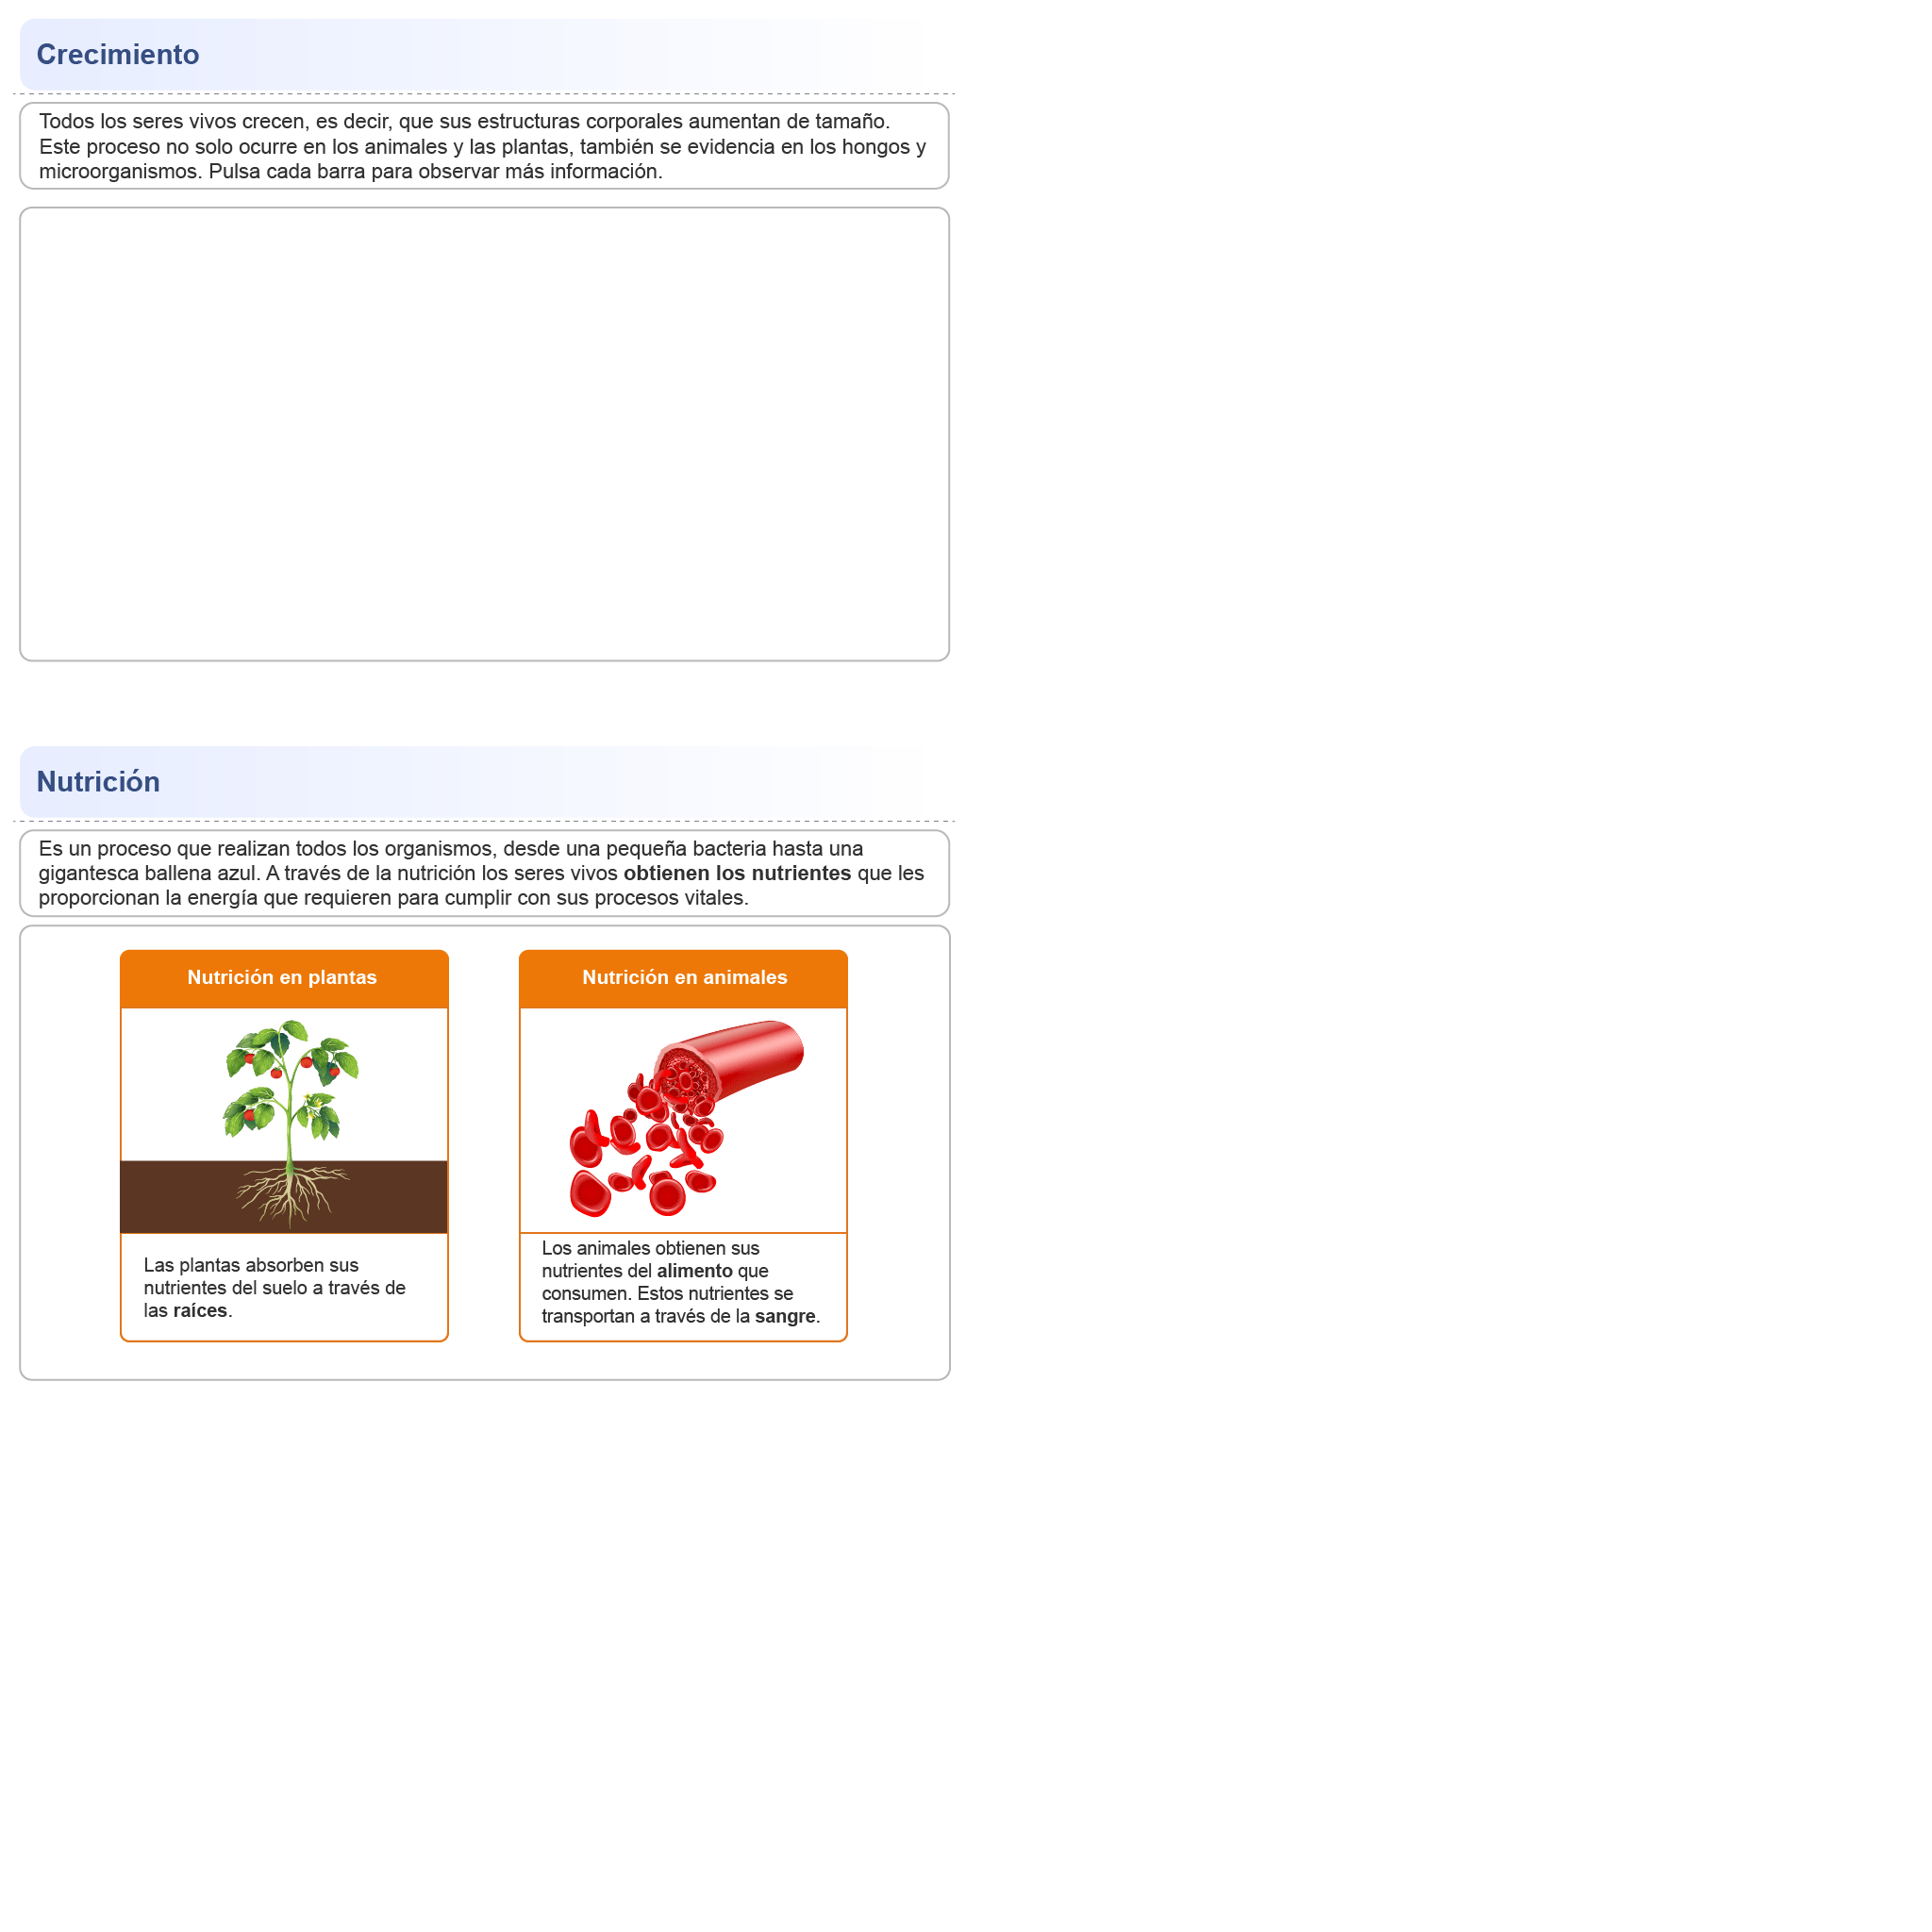 Crecimiento
Todos los seres vivos crecen, es decir, que sus estructuras corporales aumentan de tamaño.
Este proceso no solo ocurre en los animales y las plantas, también se evidencia en los hongos y
microorganismos. Pulsa cada barra para observar más información.
Nutrición
Es un proceso que realizan todos los organismos, desde una pequeña bacteria hasta una
gigantesca ballena azul. A través de la nutrición los seres vivos obtienen los nutrientes que les
proporcionan la energía que requieren para cumplir con sus procesos vitales.
Nutrición en plantas
Las plantas absorben sus
nutrientes del suelo a través de
las raíces.
Nutrición en animales
Los animales obtienen sus
nutrientes del alimento que
consumen. Estos nutrientes se
transportan a través de la sangre.